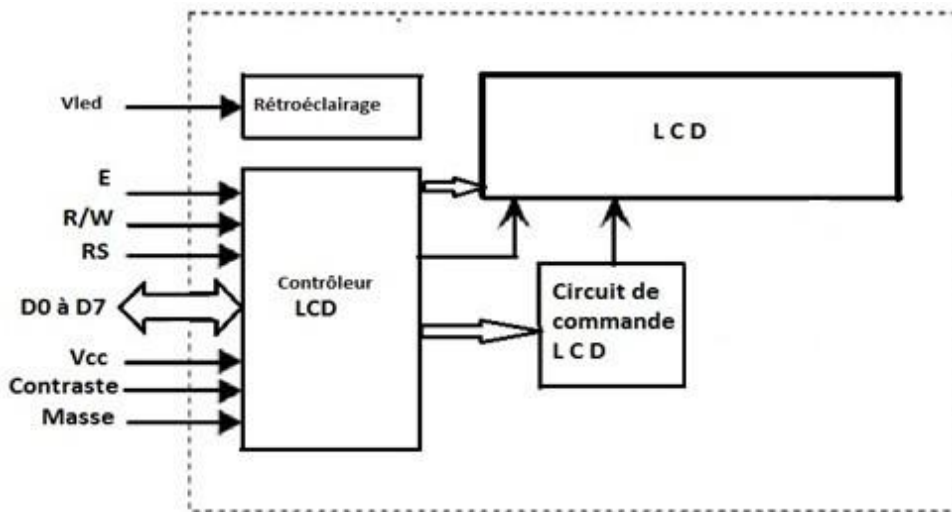 Vled
Rétroéclairage
L C D
E
R/W
RS
D0 à D7
Vcc
Contraste
Masse
Contrôleur
LCD
Circuit de
commande
L C D